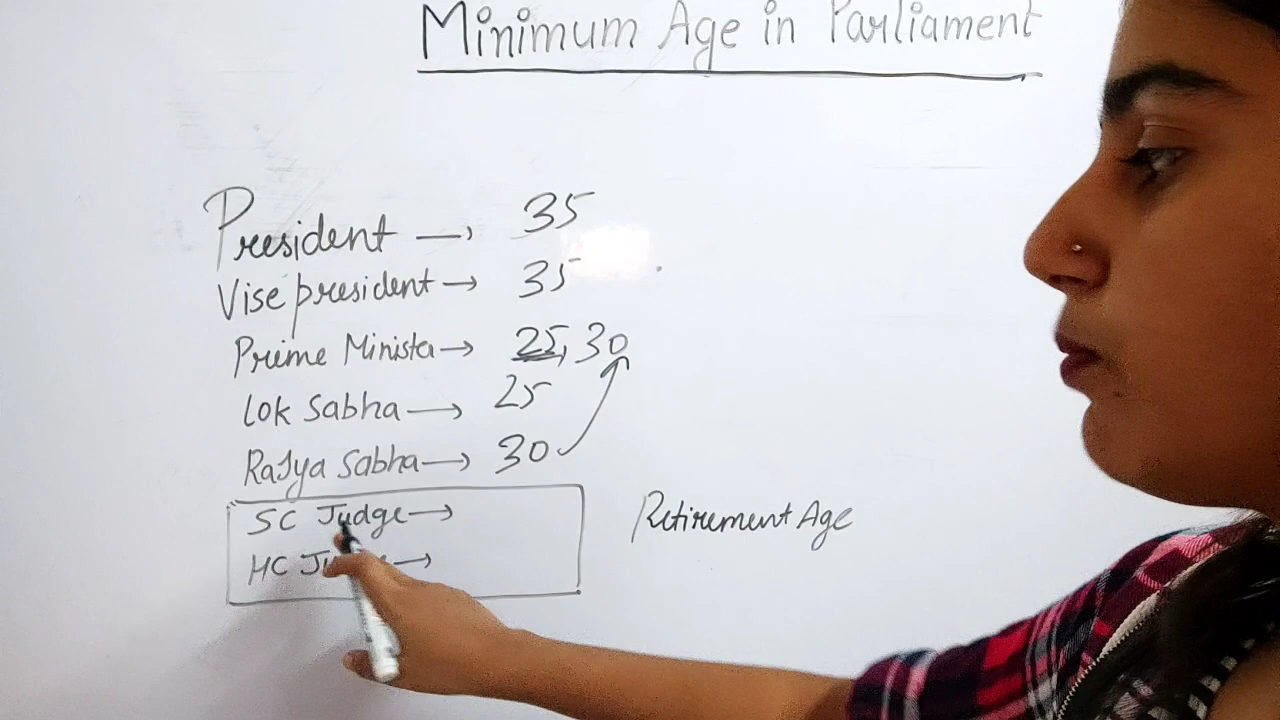 Minimum Age in Parliament
President → 35
Vise president → 35
Prime Minister → 25, 30
Lok Sabha → 25
Rajya Sabha → 30
SC Judge →
Retirement Age
HC →